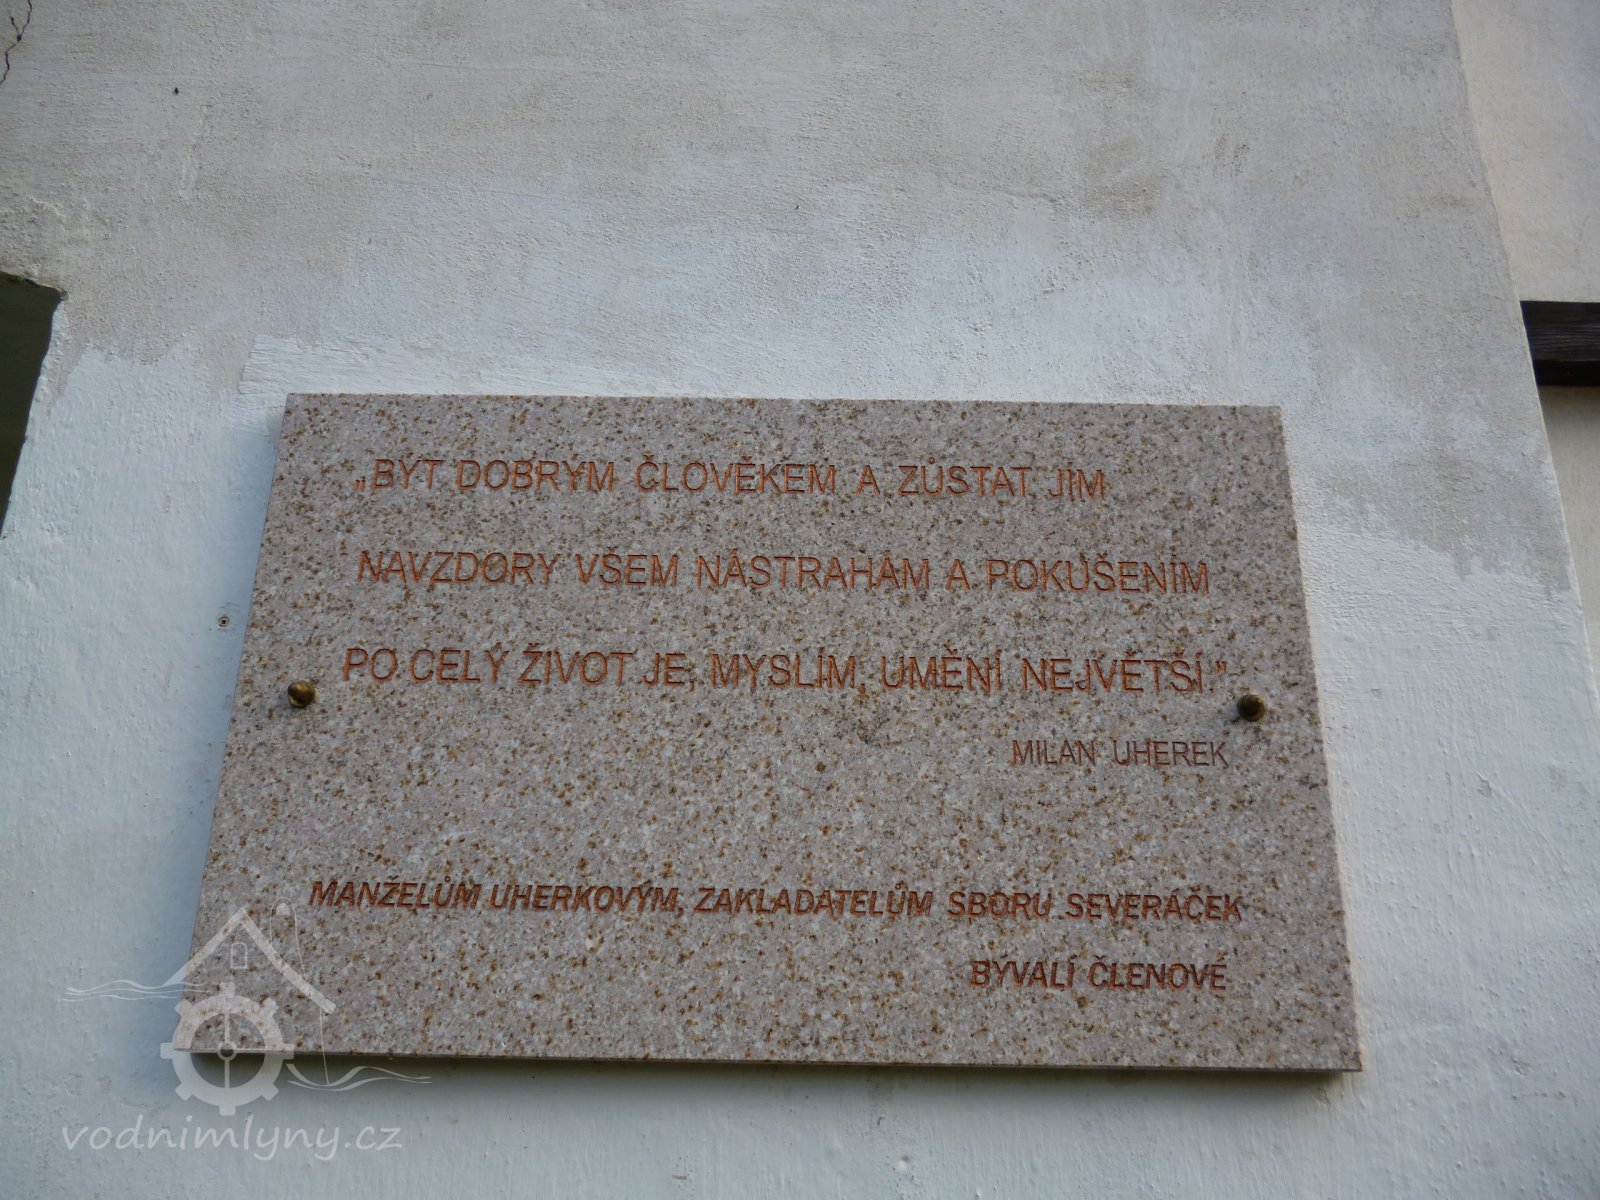 „BÝT DOBRÝM ČLOVĚKEM A ZŮSTAT JÍM
NAVZDORY VŠEM NÁSTRAHÁM A POKUŠENÍM
PO CELÝ ŽIVOT JE, MYSLÍM, UMĚNÍ NEJVĚTŠÍ."
MILAN UHEREK
MANŽELŮM UHERKOVÝM, ZAKLADATELŮM SBORU SEVERÁČEK
BÝVALÍ ČLENOVÉ
vodnimlyny.cz